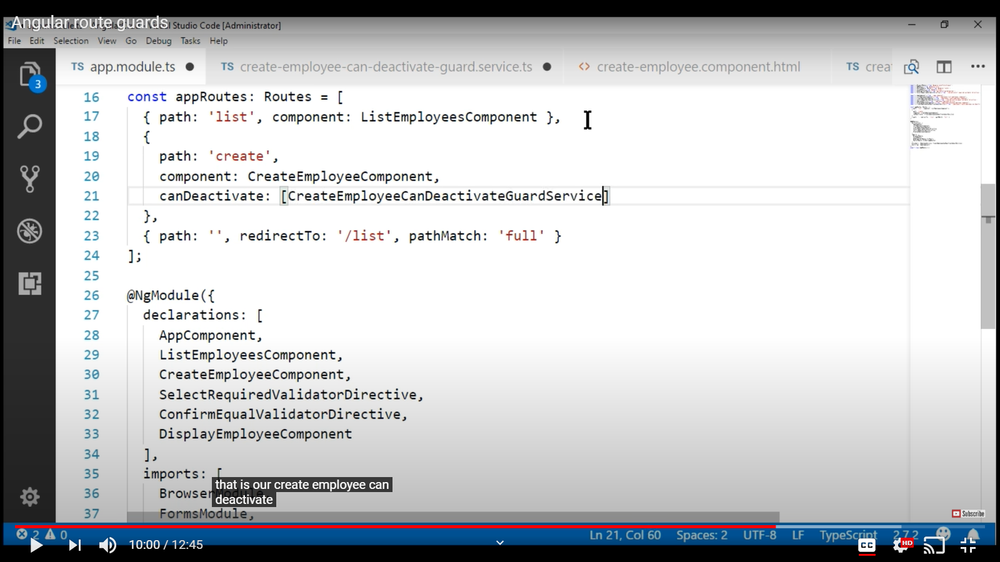 Angular route guards
al Studio Code [Administrator]
File Edit Selection View Go Debug Tasks Help
TS app.module.ts
TS create-employee-can-deactivate-guard.service.ts
<> create-employee.component.html
TS crea
3
16 const appRoutes: Routes = [
17 { path: 'list', component: ListEmployeesComponent },
18 {
19 path: 'create',
20 component: CreateEmployeeComponent,
21 canDeactivate: [CreateEmployeeCanDeactivateGuardService]
22 },
23 { path: '', redirectTo: '/list', pathMatch: 'full' }
24 ];
25
26 @NgModule({
27 declarations: [
28 AppComponent,
29 ListEmployeesComponent,
30 CreateEmployeeComponent,
31 SelectRequiredValidatorDirective,
32 ConfirmEqualValidatorDirective,
33 DisplayEmployeeComponent
34 ],
35 imports: [
36 BrowserModule,
37 FormsModule,
that is our create employee can
deactivate
Subscribe
2 0 Ln 21, Col 60 Spaces: 2 UTF-8 LF TypeScript 2.7.2
10:00 / 12:45
CC HD